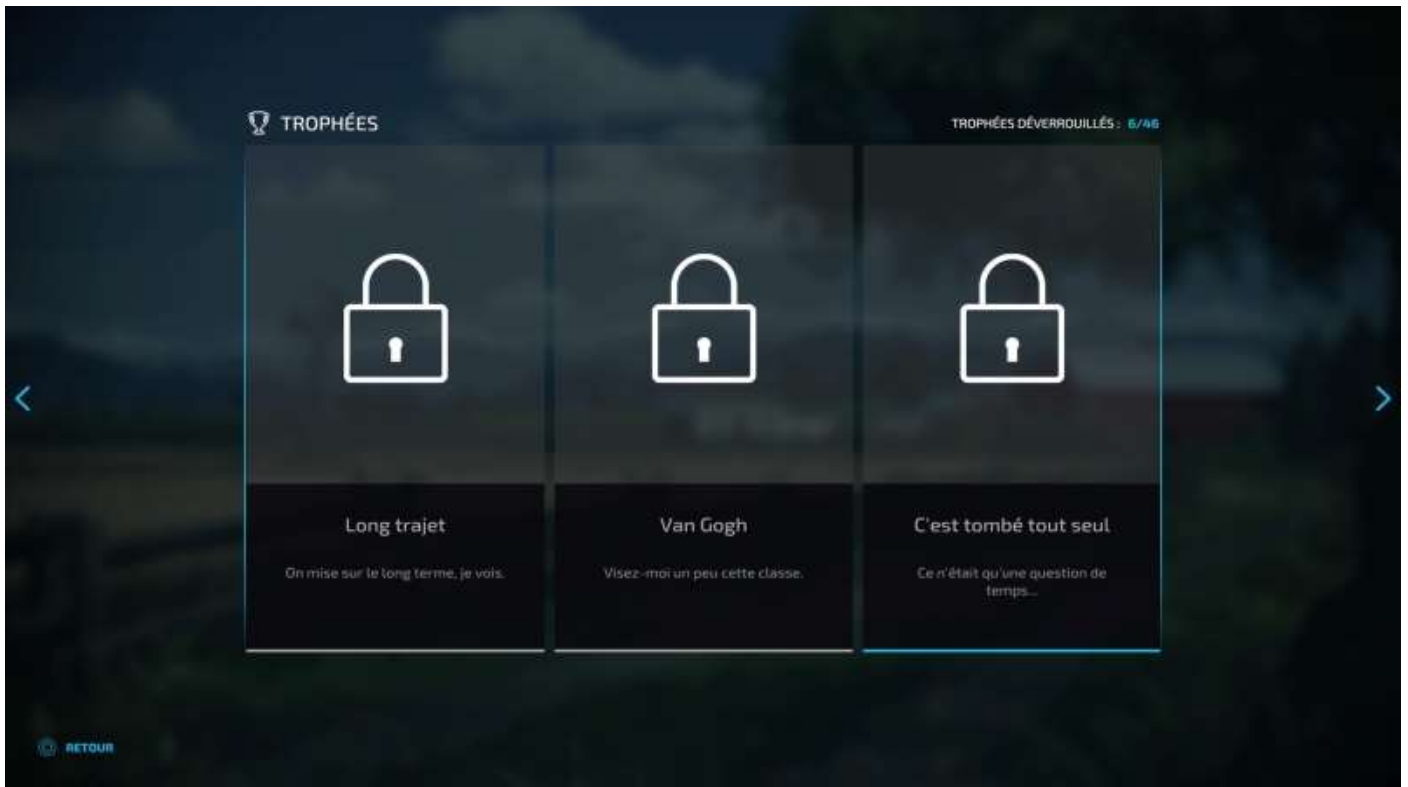 TROPHÉES
TROPHÉES DÉVERROUILLÉS : 6/46
Long trajet
On mise sur le long terme, je vois.
Van Gogh
Visez-moi un peu cette classe.
C'est tombé tout seul
Ce n'était qu'une question de
temps...
RETOUR